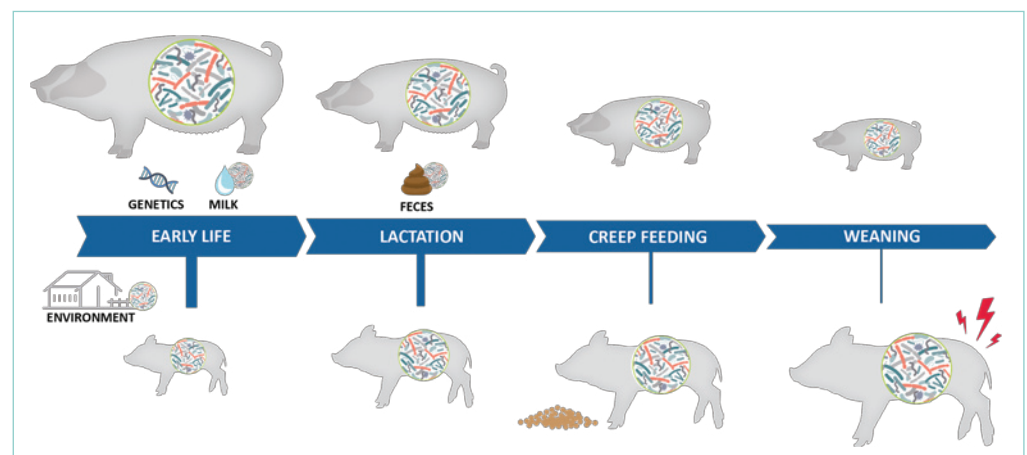 GENETICS
MILK
FECES
EARLY LIFE
LACTATION
CREEP FEEDING
WEANING
ENVIRONMENT